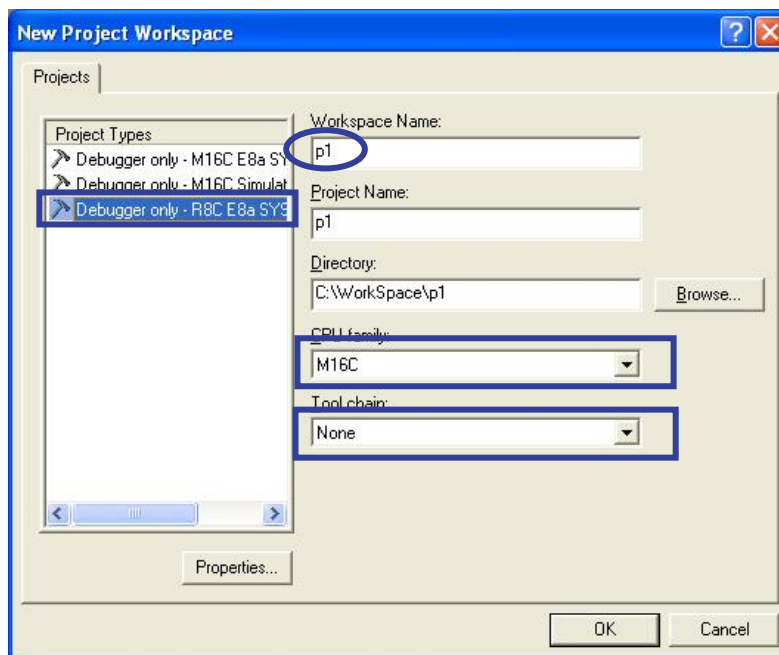 New Project Workspace
Projects
Project Types
Debugger only - M16C E8a SY
Debugger only - M16C Simulat
Debugger only - R8C E8a SYS
Workspace Name:
p1
Project Name:
p1
Directory:
C:\WorkSpace\p1
Browse...
CPU family:
M16C
Tool chain:
None
Properties...
OK
Cancel